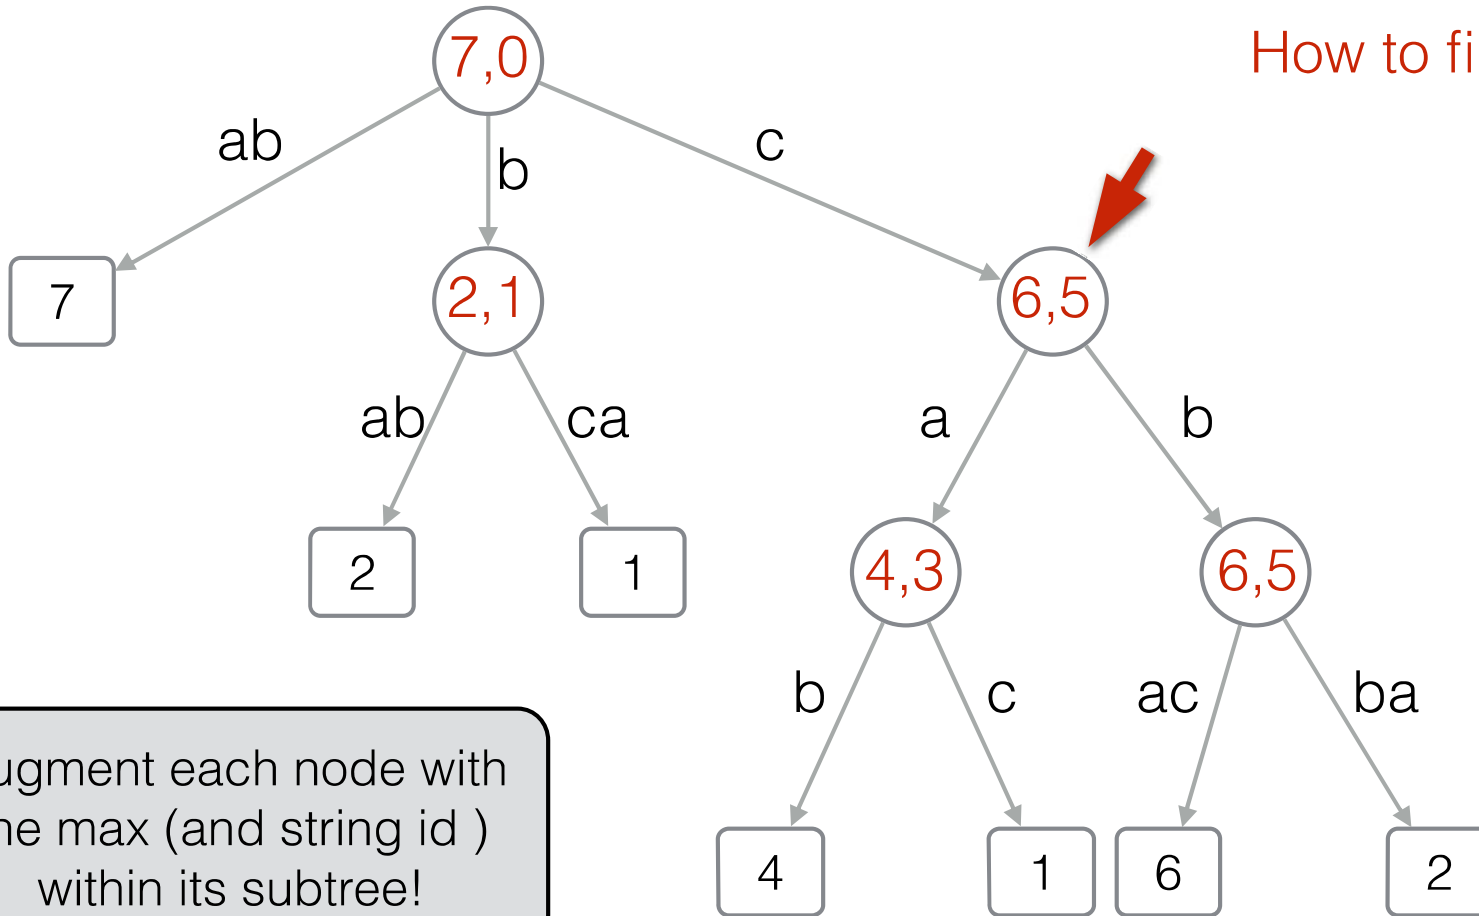 7,0
How to fi
ab
b
c
7
2,1
6,5
ab
ca
a
b
2
1
4,3
6,5
b
c
ac
ba
4
1
6
2
ugment each node with
ne max (and string id )
within its subtree!